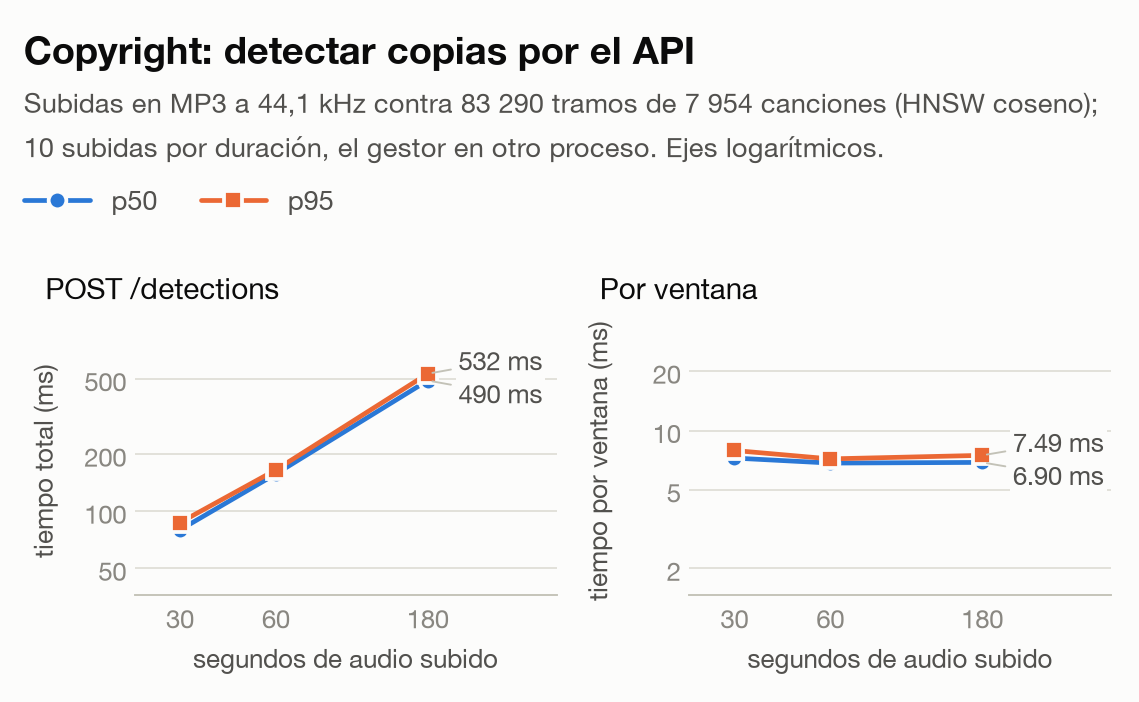 Copyright: detectar copias por el API
Subidas en MP3 a 44,1 kHz contra 83 290 tramos de 7 954 canciones (HNSW coseno);
10 subidas por duración, el gestor en otro proceso. Ejes logarítmicos.
p50 p95
POST /detections
tiempo total (ms)
500
200
100
50
532 ms
490 ms
30 60 180
segundos de audio subido
Por ventana
tiempo por ventana (ms)
20
10
5
2
7.49 ms
6.90 ms
30 60 180
segundos de audio subido